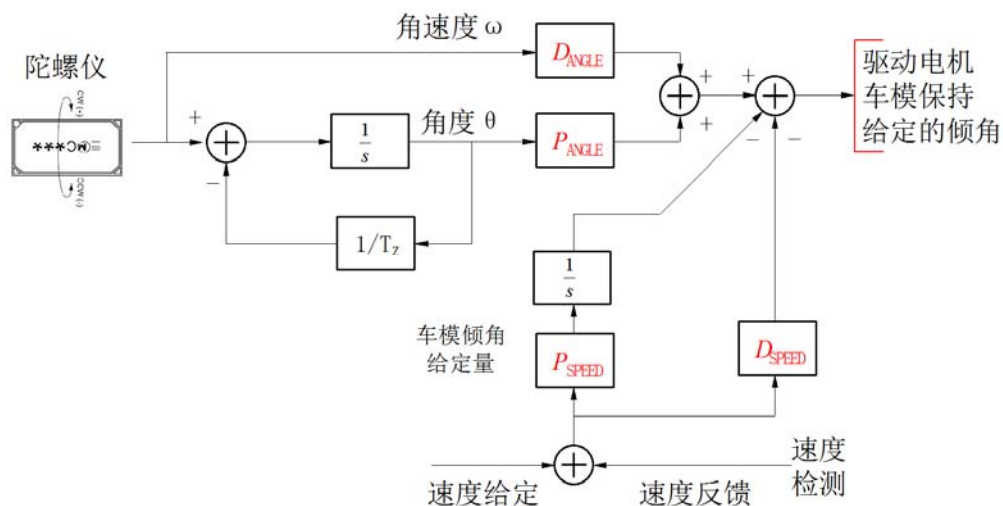 角速度 ω
D_ANGLE
陀螺仪
CW (+)
CCW (-)
+
−
1/s
角度 θ
P_ANGLE
+
+
+
−
−
驱动电机
车模保持
给定的倾角
1/T_Z
1/s
车模倾角
给定量
P_SPEED
D_SPEED
速度给定
速度反馈
速度
检测